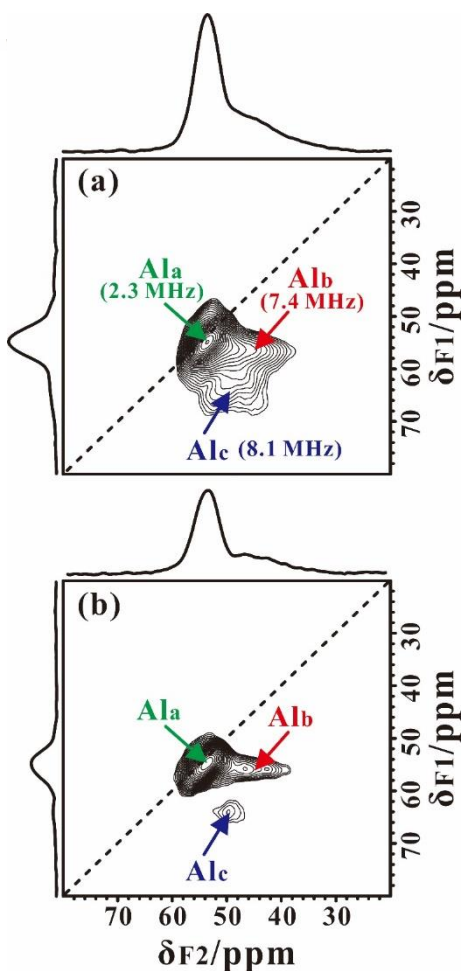 (a)
Ala
(2.3 MHz)
Alb
(7.4 MHz)
Alc (8.1 MHz)
30
40
50
60
70
δF1/ppm
(b)
Ala
Alb
Alc
30
40
50
60
70
δF1/ppm
70 60 50 40 30
δF2/ppm